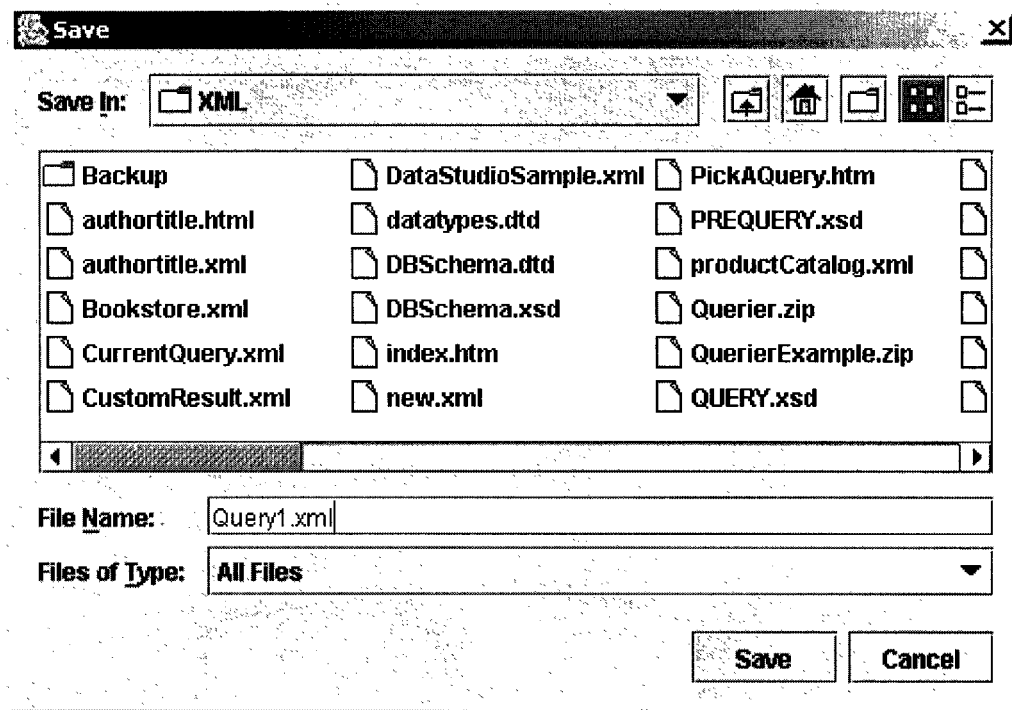 Save
Save In: XML
Backup DataStudioSample.xml PickAQuery.htm
authortitle.html datatypes.dtd PREQUERY.xsd
authortitle.xml DBSchema.dtd productCatalog.xml
Bookstore.xml DBSchema.xsd Querier.zip
CurrentQuery.xml index.htm QuerierExample.zip
CustomResult.xml new.xml QUERY.xsd
File Name: Query1.xml
Files of Type: All Files
Save Cancel